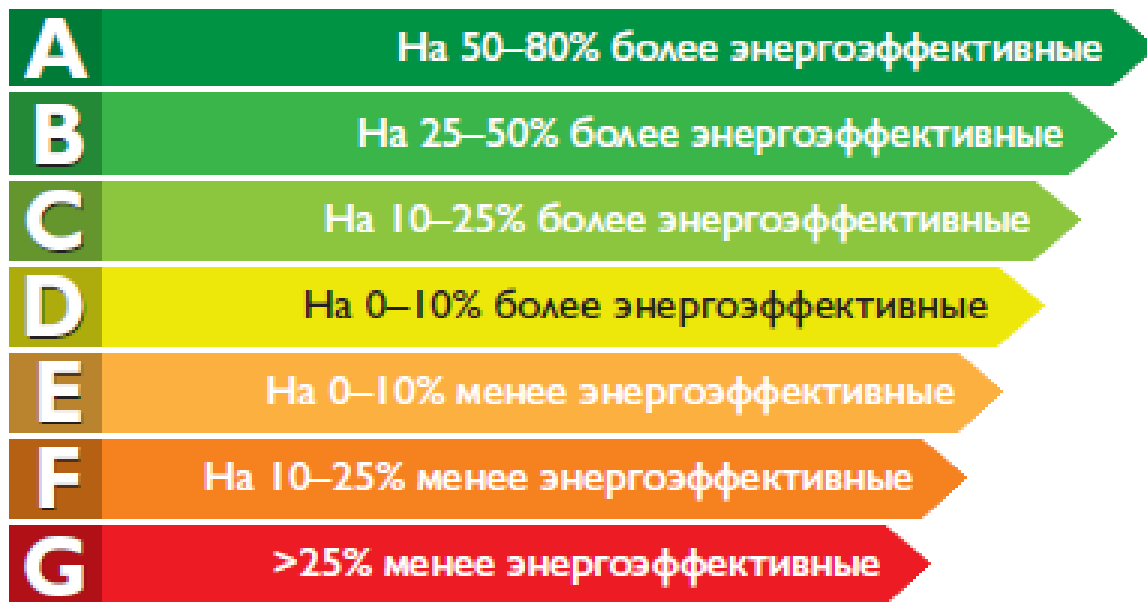 A На 50–80% более энергоэффективные
B На 25–50% более энергоэффективные
C На 10–25% более энергоэффективные
D На 0–10% более энергоэффективные
E На 0–10% менее энергоэффективные
F На 10–25% менее энергоэффективные
G >25% менее энергоэффективные